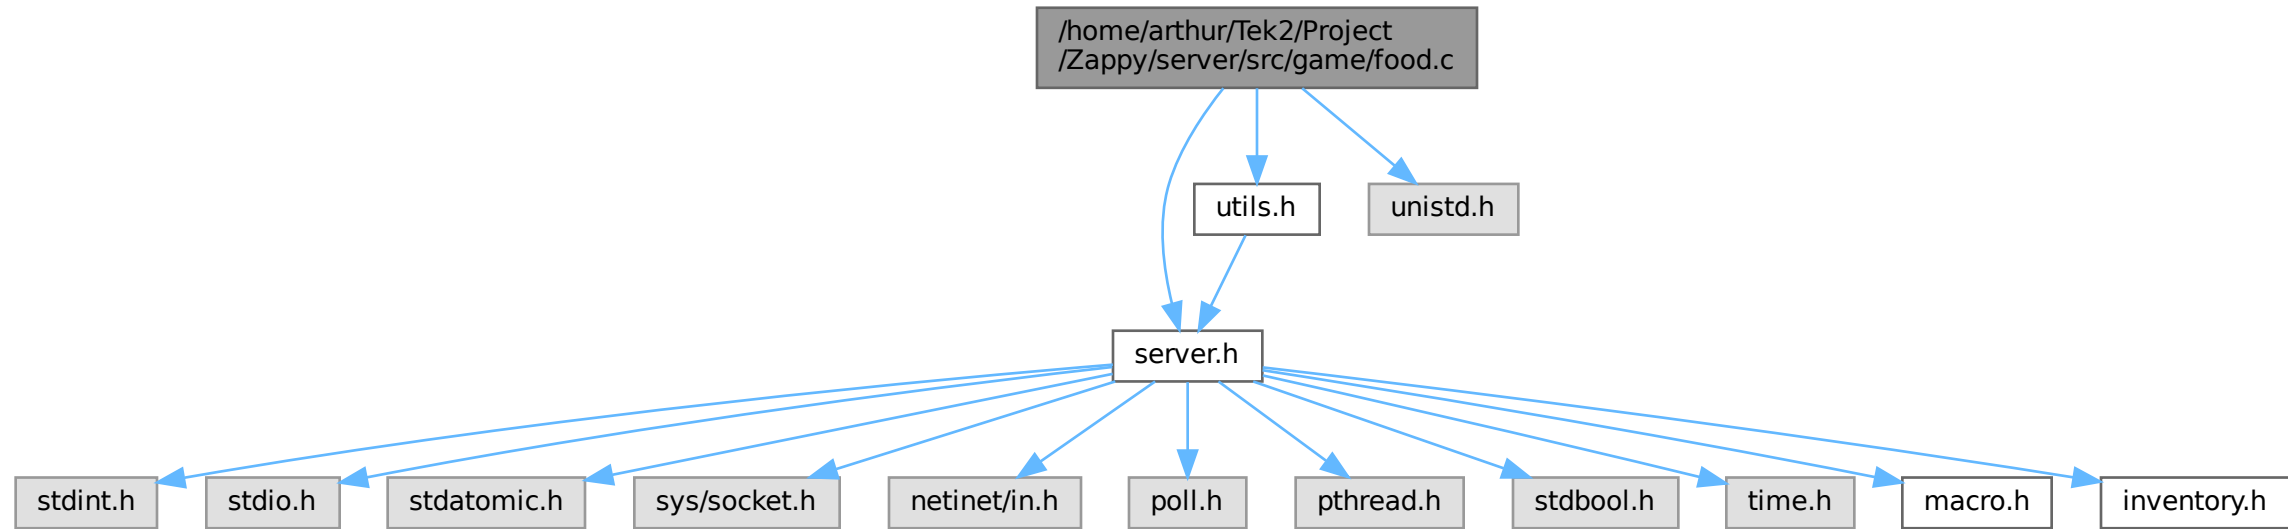 /home/arthur/Tek2/Project
/Zappy/server/src/game/food.c
utils.h
unistd.h
server.h
stdint.h
stdio.h
stdatomic.h
sys/socket.h
netinet/in.h
poll.h
pthread.h
stdbool.h
time.h
macro.h
inventory.h